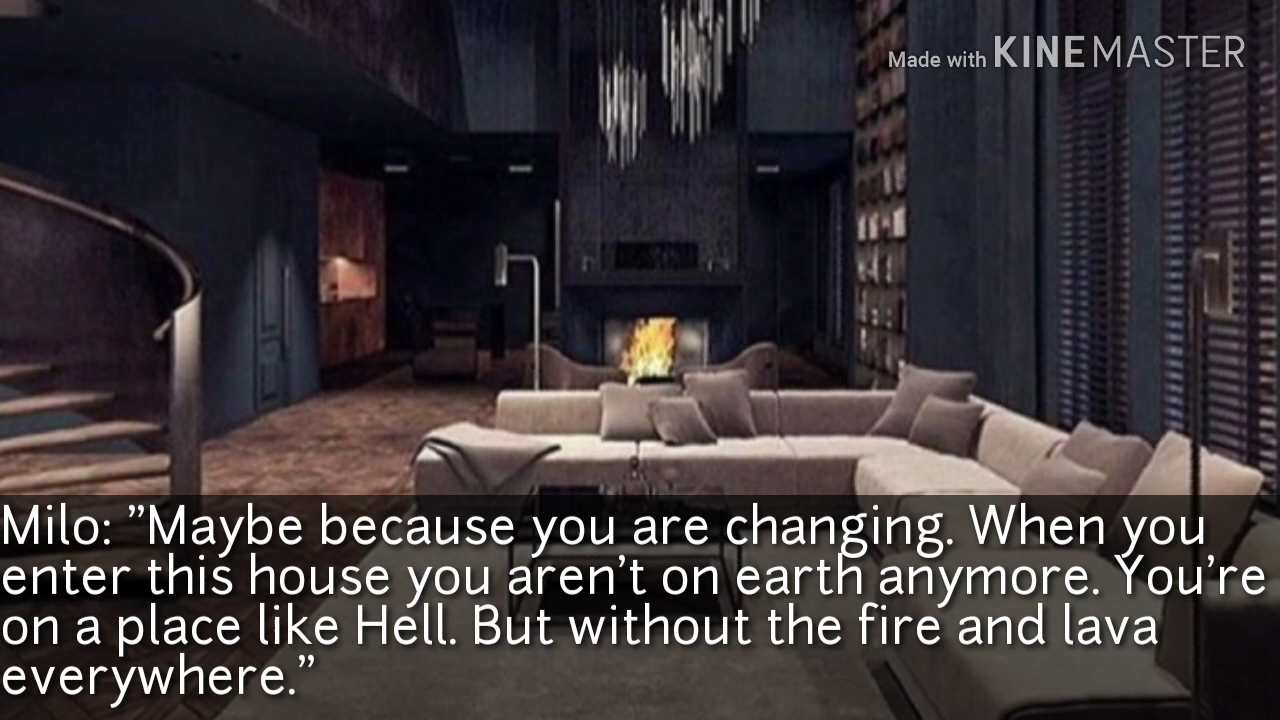 Made with KINEMASTER
Milo: ”Maybe because you are changing. When you
enter this house you aren’t on earth anymore. You’re
on a place like Hell. But without the fire and lava
everywhere.”